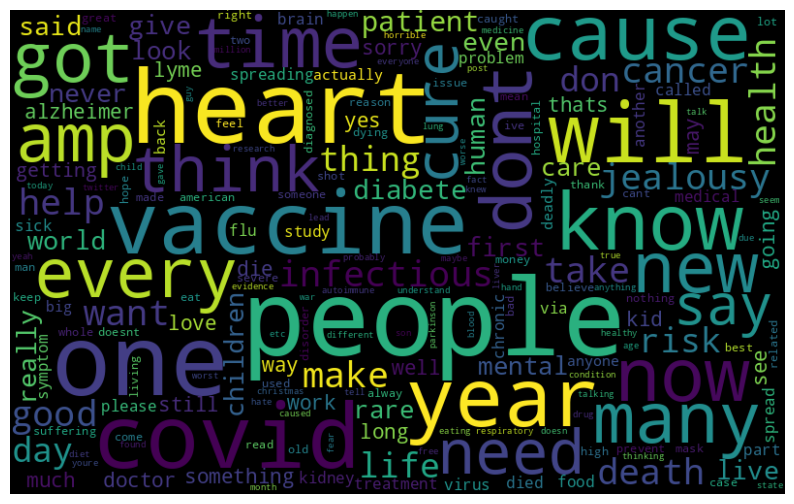 said
great
give
brain
patient
right
happen
horrible
medicine
two
caught
lot
name
million
everyone
got
time
cause
look
sorry
even
problem
post
guy
lyme
spreading
actually
issue
cure
don
cancer
never
better
reason
mean
called
alzheimer
heart
feel
yes
thats
another
health
amp
back
diagnosed
dying
lung
ive
hospital
talk
may
will
research
human
worse
dont
getting
child
gave
think
thing
care
jealousy
today
twitter
hope
someone
shot
fact
knew
deadly
thank
cant
medical
help
made
american
diabete
seem
sick
vaccine
flu
study
know
due
going
world
first
man
die
severe
money
true
yeah
lead
probably
maybe
take
new
every
evidence
infectious
hand
believe
anything
keep
big
eat
autoimmune
understand
liver
bad
nothing
say
want
war
people
via
kid
whole
doesnt
love
etc
different
son
parkinson
blood
chronic
healthy
age
risk
really
symptom
one
children
disorder
way
well
mental
anyone
best
see
related
living
worst
used
christmas
tell
condition
now
make
year
talking
spread
good
please
still
hate
alway
work
rare
drug
many
suffering
caused
eating
respiratory
doesn
day
diet
come
covid
fear
old
long
need
thinking
prevent
mask
high
part
youre
found
read
free
life
death
live
much
doctor
something
kidney
treatment
virus
died
food
case
month
state